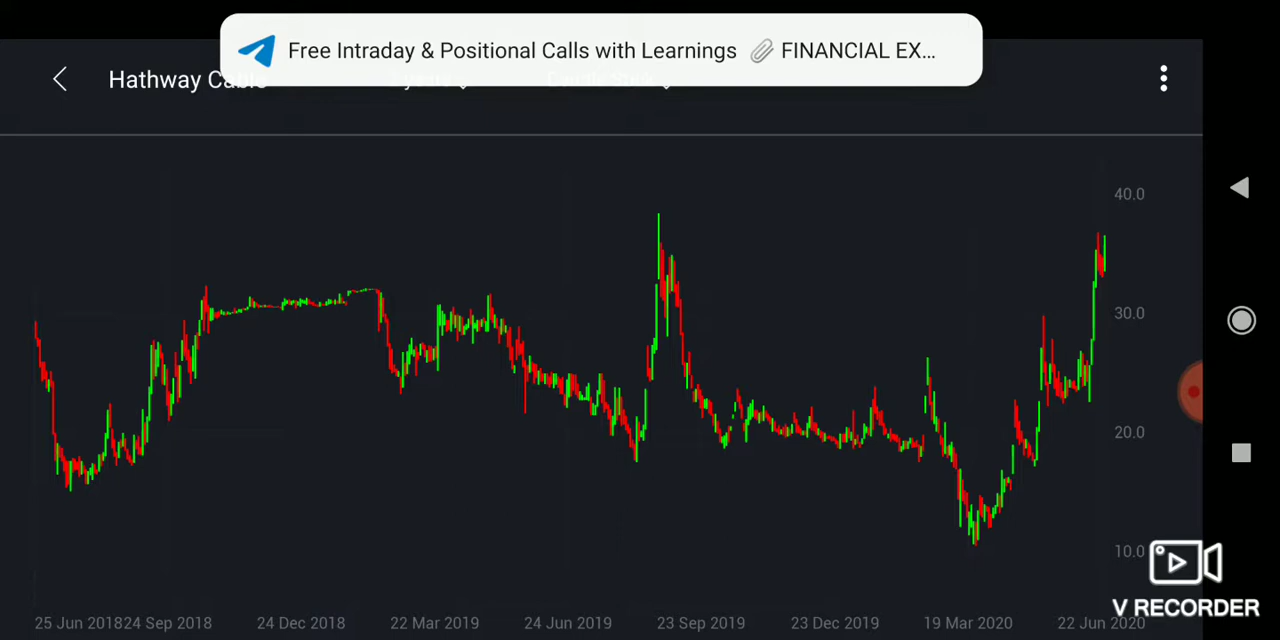 Free Intraday & Positional Calls with Learnings FINANCIAL EX...
Hathway Cable
40.0
30.0
20.0
10.0
25 Jun 2018
24 Sep 2018
24 Dec 2018
22 Mar 2019
24 Jun 2019
23 Sep 2019
23 Dec 2019
19 Mar 2020
22 Jun 2020
V RECORDER